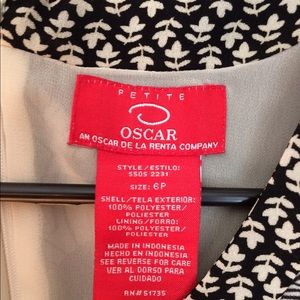 PETITE
OSCAR
AN OSCAR DE LA RENTA COMPANY
STYLE/ESTILO:
SS0S 2231
SIZE: 6P
SHELL/TELA EXTERIOR:
100% POLYESTER/
POLIESTER
LINING/FORRO:
100% POLYESTER/
POLIESTER
MADE IN INDONESIA
HECHO EN INDONESIA
SEE REVERSE FOR CARE
VER AL DORSO PARA
CUIDADO
RN# 51735